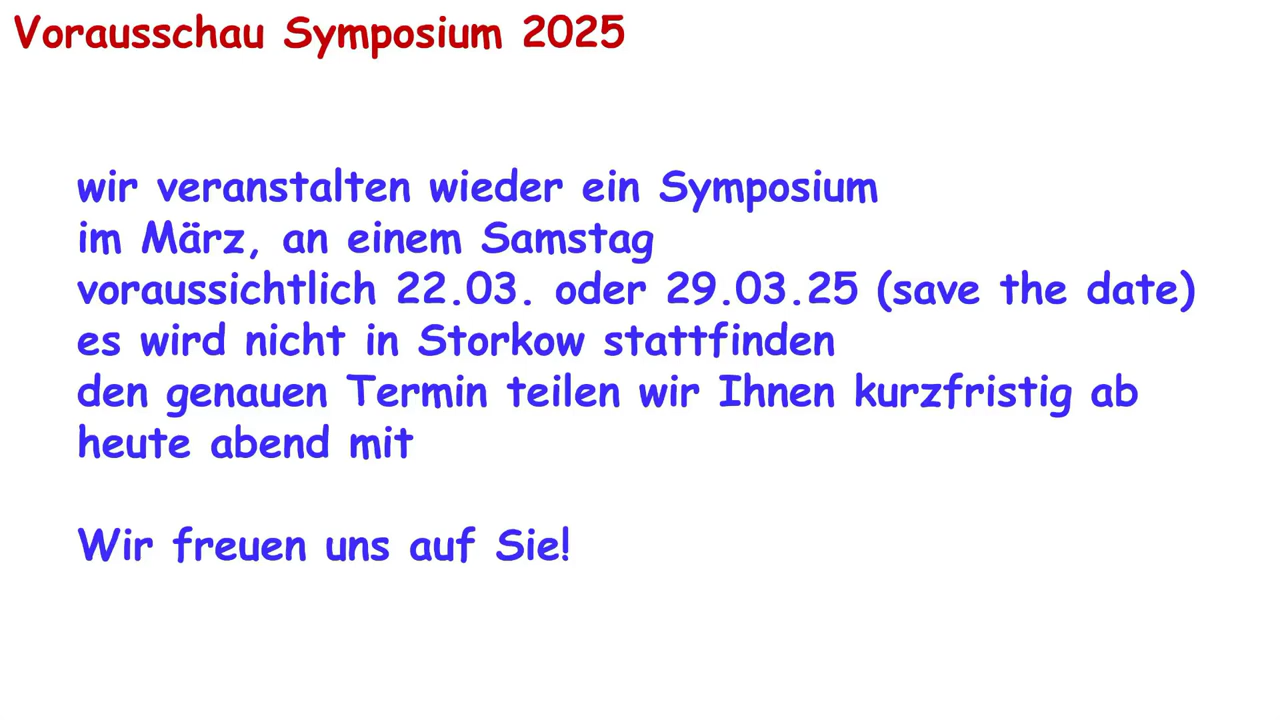 Vorausschau Symposium 2025
wir veranstalten wieder ein Symposium
im März, an einem Samstag
voraussichtlich 22.03. oder 29.03.25 (save the date)
es wird nicht in Storkow stattfinden
den genauen Termin teilen wir Ihnen kurzfristig ab
heute abend mit
Wir freuen uns auf Sie!